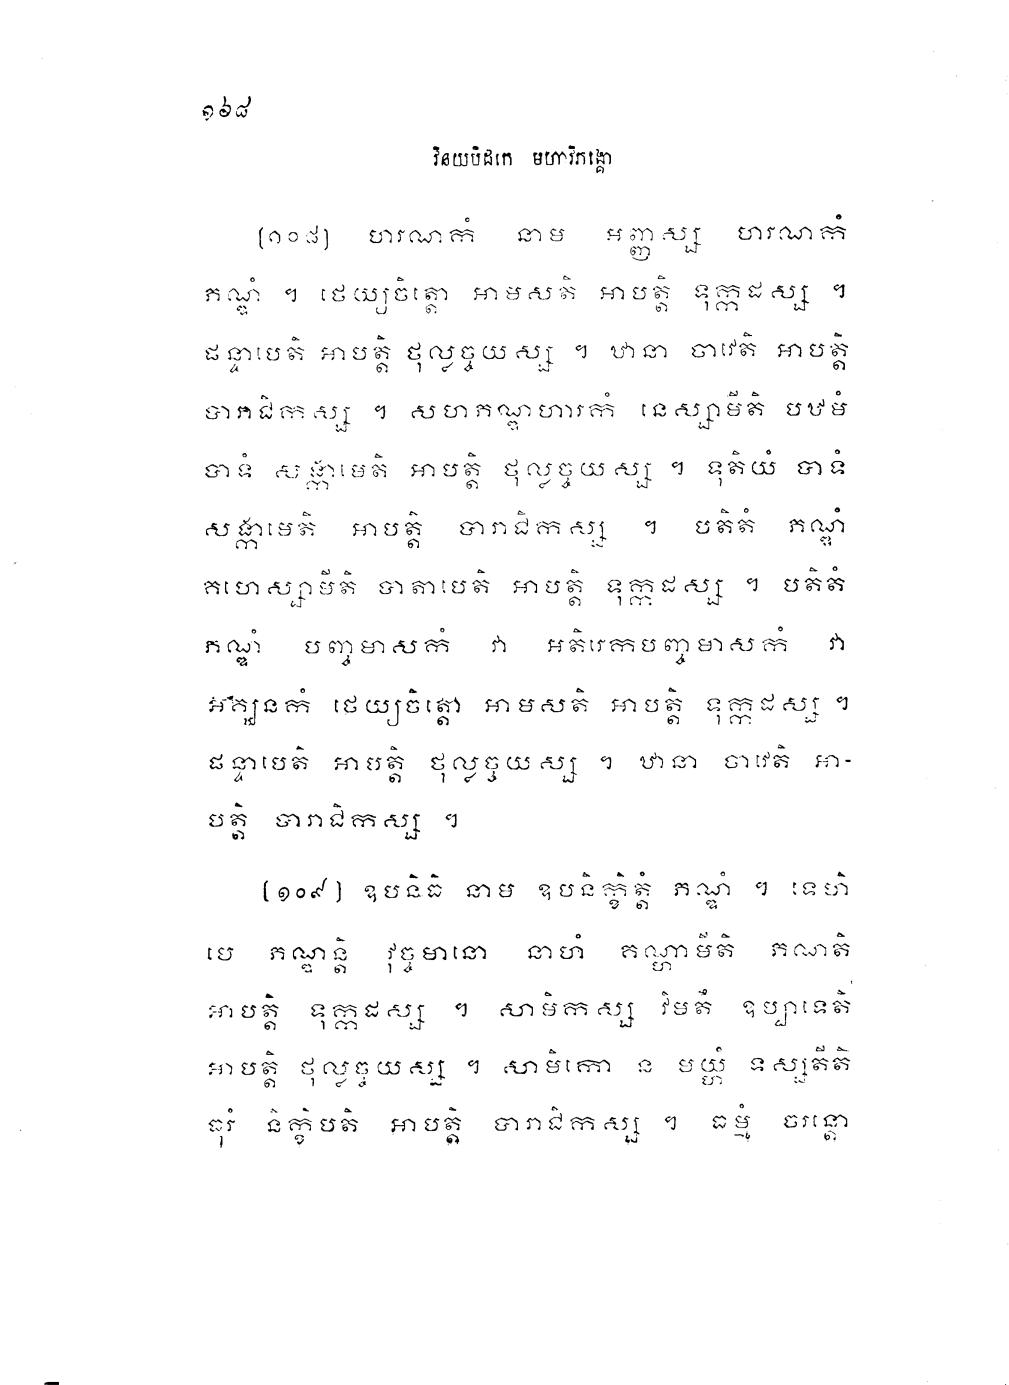 ១៦៨
វិនយបិដកេ មហាវិភង្គោ
(១០៨) ហារណកំ នាម អញ្ញស្ស ហារណកំ
ភណ្ឌំ ។ ថេយ្យចិត្តោ អាមសតិ អាបត្តិ ទុក្កដស្ស ។
ផន្ទាបេតិ អាបត្តិ ថុល្លច្ចយស្ស ។ ឋានា ចាវេតិ អាបត្តិ
បារាជិកស្ស ។ សហភណ្ឌហារកំ នេស្សាមីតិ បឋមំ
បាទំ សង្កាមេតិ អាបត្តិ ថុល្លច្ចយស្ស ។ ទុតិយំ បាទំ
សង្កាមេតិ អាបត្តិ បារាជិកស្ស ។ បតិតំ ភណ្ឌំ
គហេស្សាមីតិ បាតាបេតិ អាបត្តិ ទុក្កដស្ស ។ បតិតំ
ភណ្ឌំ បញ្ចមាសកំ វា អតិរេកបញ្ចមាសកំ វា
អគ្ឃនកំ ថេយ្យចិត្តោ អាមសតិ អាបត្តិ ទុក្កដស្ស ។
ផន្ទាបេតិ អាបត្តិ ថុល្លច្ចយស្ស ។ ឋានា ចាវេតិ អា-
បត្តិ បារាជិកស្ស ។
(១០៩) ឧបនិធិ នាម ឧបនិក្ខិត្តំ ភណ្ឌំ ។ ទេហិ
មេ ភណ្ឌន្តិ វុច្ចមានោ នាហំ គណ្ហាមីតិ ភណតិ
អាបត្តិ ទុក្កដស្ស ។ សាមិកស្ស វិមតឹ ឧប្បាទេតិ
អាបត្តិ ថុល្លច្ចយស្ស ។ សាមិកោ ន មយ្ហំ ទស្សតីតិ
ធុរំ និក្ខិបតិ អាបត្តិ បារាជិកស្ស ។ ធម្មំ ចរន្តោ